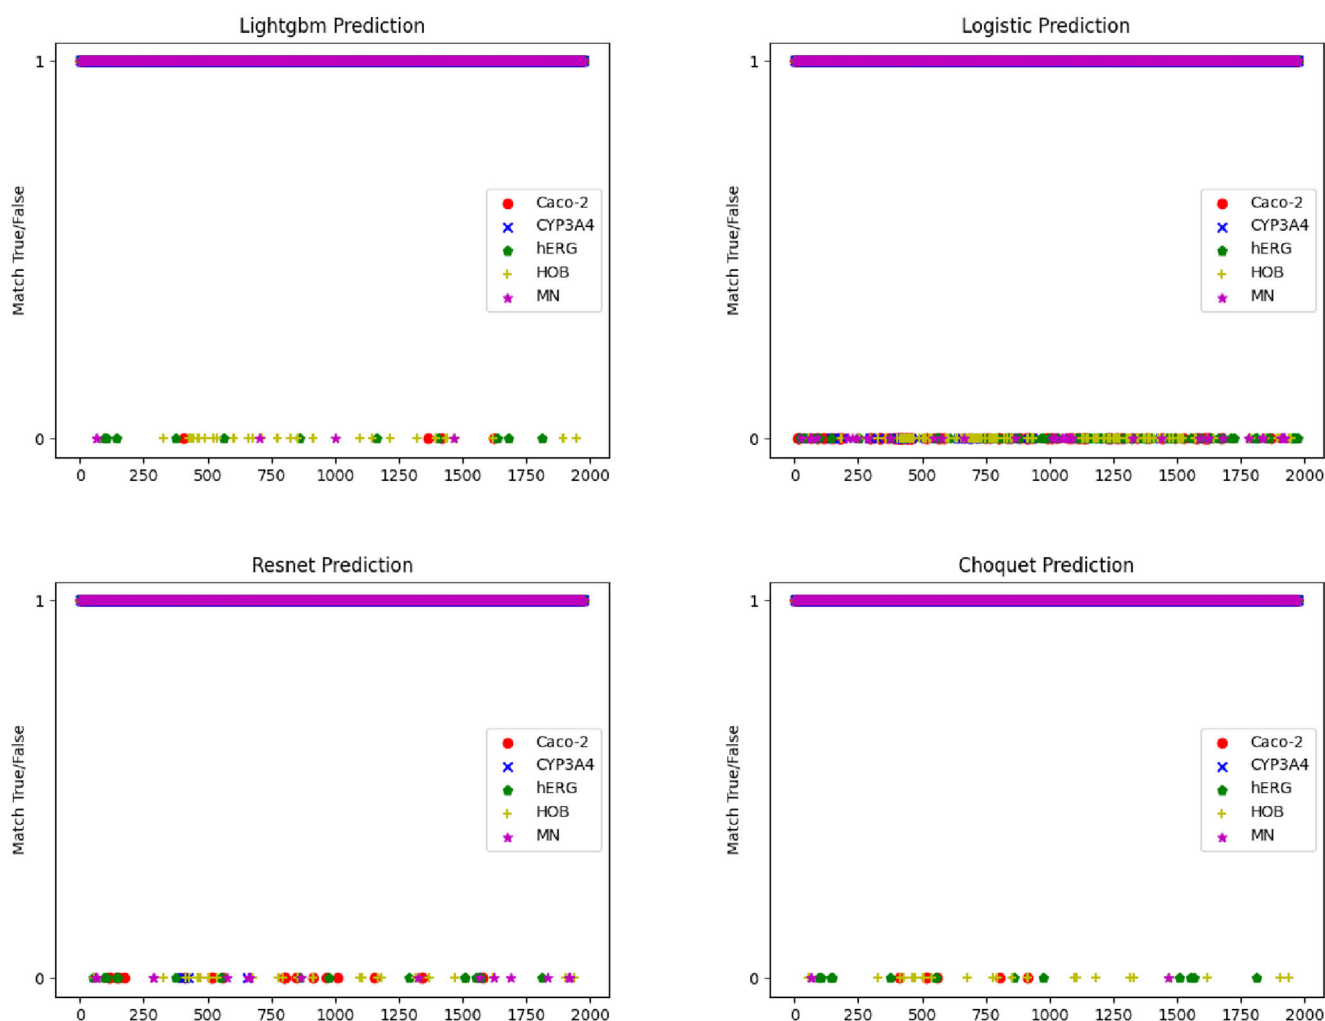 Lightgbm Prediction
1
0
Match True/False
Caco-2
CYP3A4
hERG
HOB
MN
0 250 500 750 1000 1250 1500 1750 2000
Logistic Prediction
1
0
Match True/False
Caco-2
CYP3A4
hERG
HOB
MN
0 250 500 750 1000 1250 1500 1750 2000
Resnet Prediction
1
0
Match True/False
Caco-2
CYP3A4
hERG
HOB
MN
0 250 500 750 1000 1250 1500 1750 2000
Choquet Prediction
1
0
Match True/False
Caco-2
CYP3A4
hERG
HOB
MN
0 250 500 750 1000 1250 1500 1750 2000